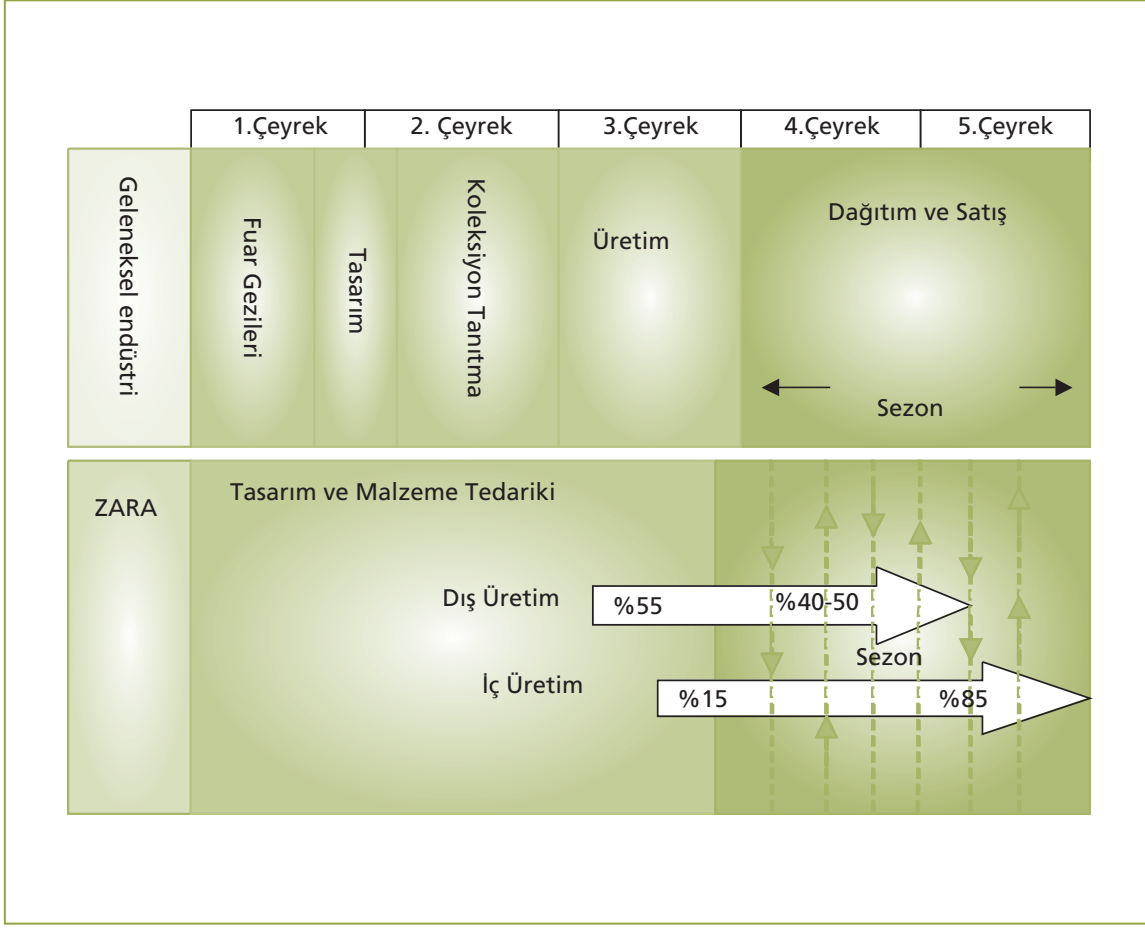 1.Çeyrek
2. Çeyrek
3.Çeyrek
4.Çeyrek
5.Çeyrek
Geleneksel endüstri
Fuar Gezileri
Tasarım
Koleksiyon Tanıtma
Üretim
Dağıtım ve Satış
Sezon
ZARA
Tasarım ve Malzeme Tedariki
Dış Üretim
%55
%40-50
Sezon
İç Üretim
%15
%85